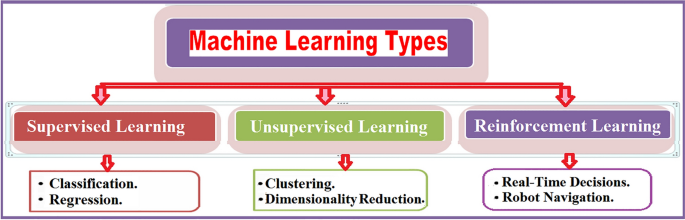 Machine Learning Types
Supervised Learning
Unsupervised Learning
Reinforcement Learning
• Classification.
• Regression.
• Clustering.
• Dimensionality Reduction.
• Real-Time Decisions.
• Robot Navigation.